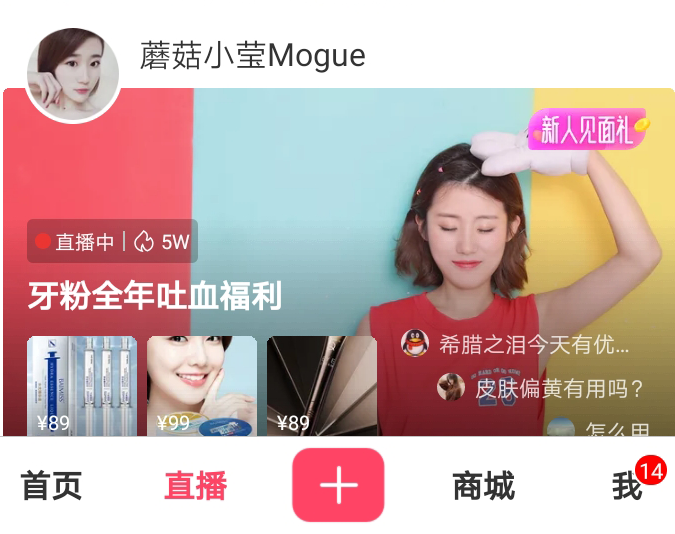 蘑菇小莹Mogue
新人见面礼
直播中 | 5W
牙粉全年吐血福利
希腊之泪今天有优...
皮肤偏黄有用吗?
怎么用
¥89
¥99
¥89
首页
直播
商城
我
14